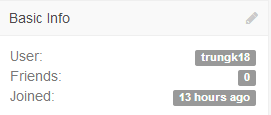 Basic Info
User: trungk18
Friends: 0
Joined: 13 hours ago